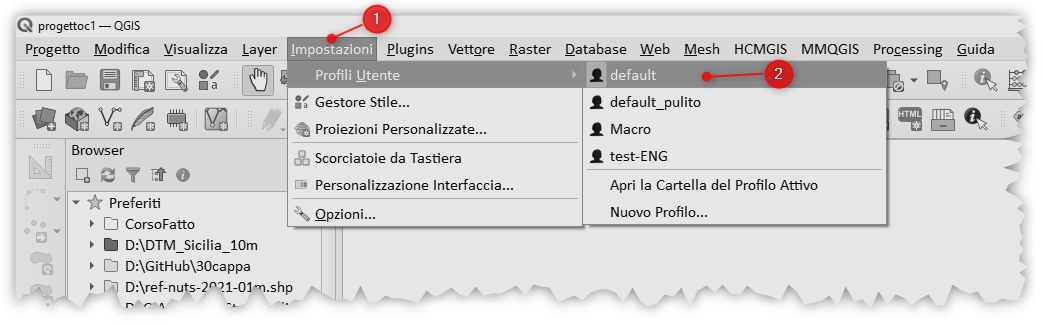 progettoc1 — QGIS
1
Progetto Modifica Visualizza Layer Impostazioni Plugins Vettore Raster Database Web Mesh HCMGIS MMQGIS Processing Guida
Profili Utente
default
2
Gestore Stile...
default_pulito
Proiezioni Personalizzate...
Macro
HTML
Browser
Scorciatoie da Tastiera
test-ENG
Personalizzazione Interfaccia...
Apri la Cartella del Profilo Attivo
Preferiti
Opzioni...
Nuovo Profilo...
CorsoFatto
D:\DTM_Sicilia_10m
D:\GitHub\30cappa
D:\ref-nuts-2021-01m.shp